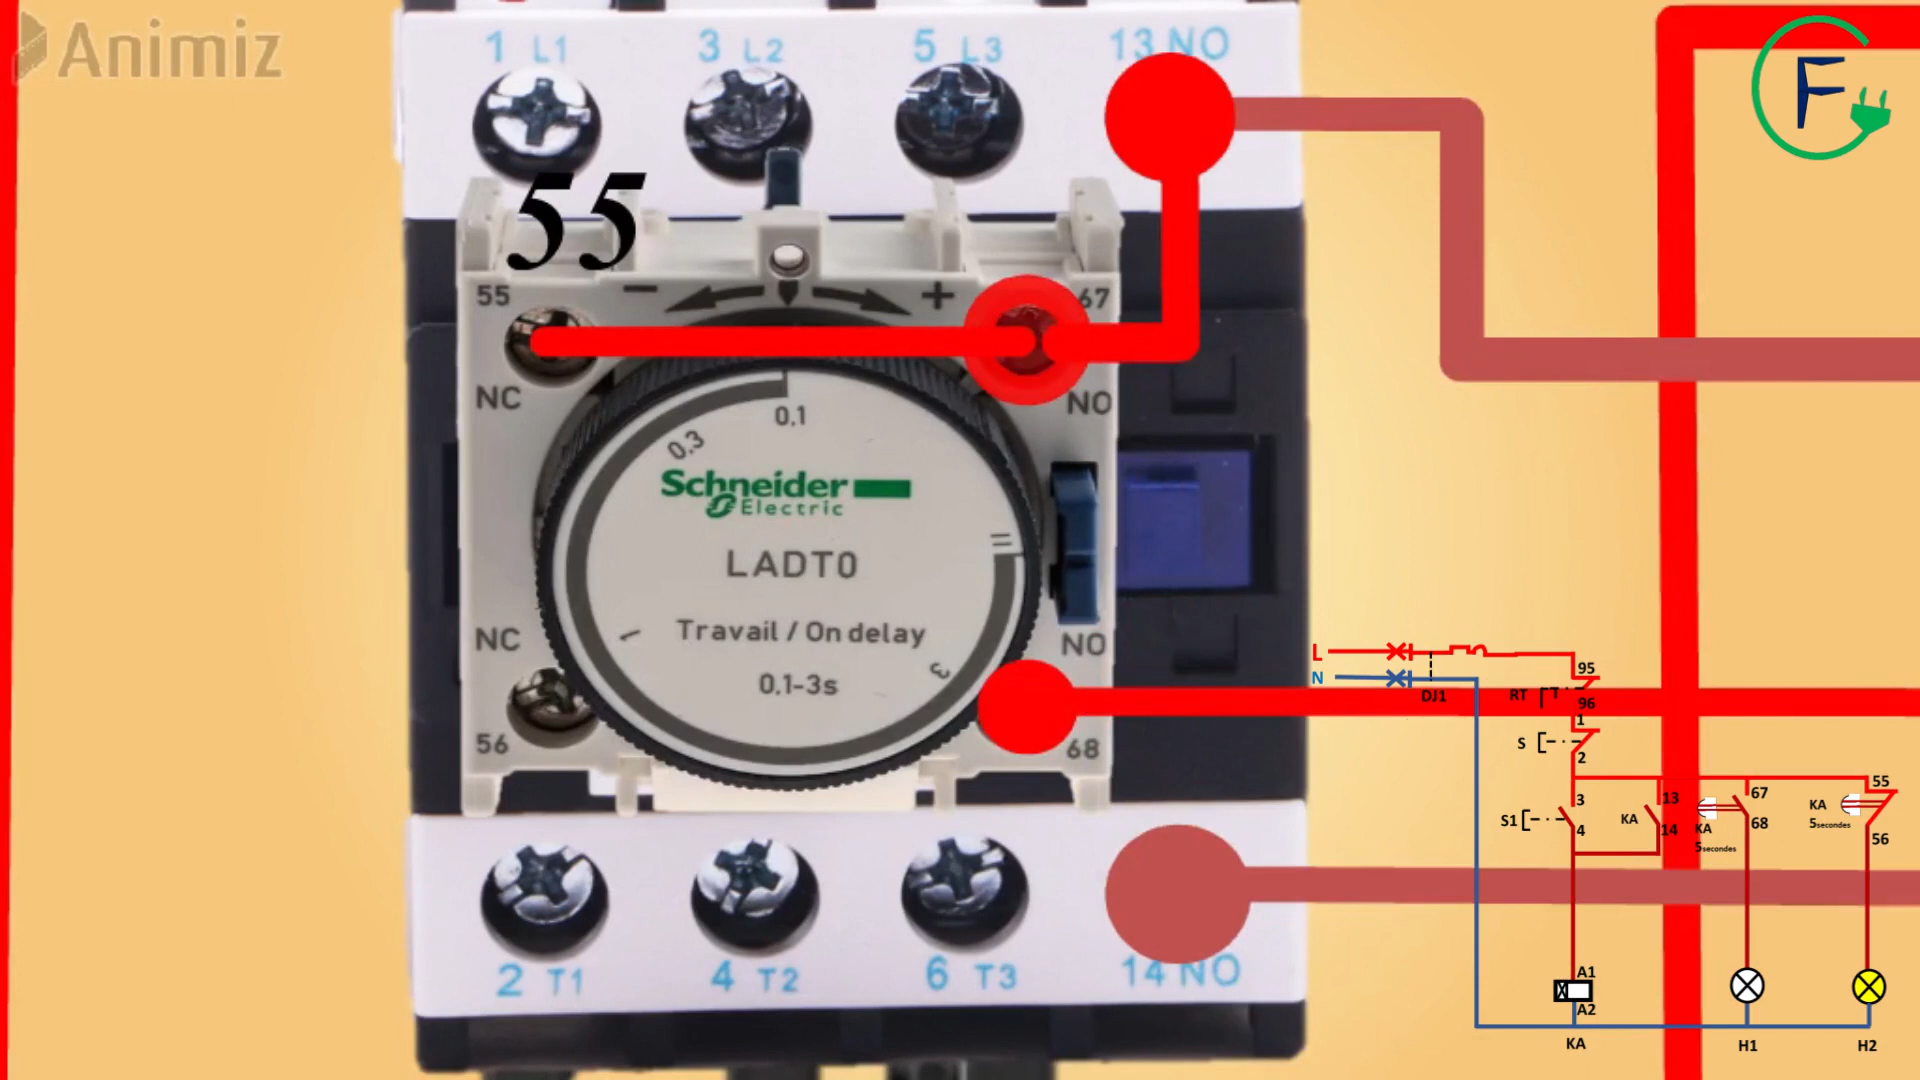 Animiz
1 L1 3 L2 5 L3 13 NO
F
55
55 − + 67
NC NO
0,1
0.3
Schneider
Electric
LADT0
Travail / On delay
0.1-3s
1
3
NC NO
56 68
2 T1 4 T2 6 T3 14 NO
L
N
DJ1
RT
95
96
S
1
2
S1
3
4
KA
13
14
KA
5secondes
67
68
KA
5secondes
55
56
A1
A2
KA H1 H2